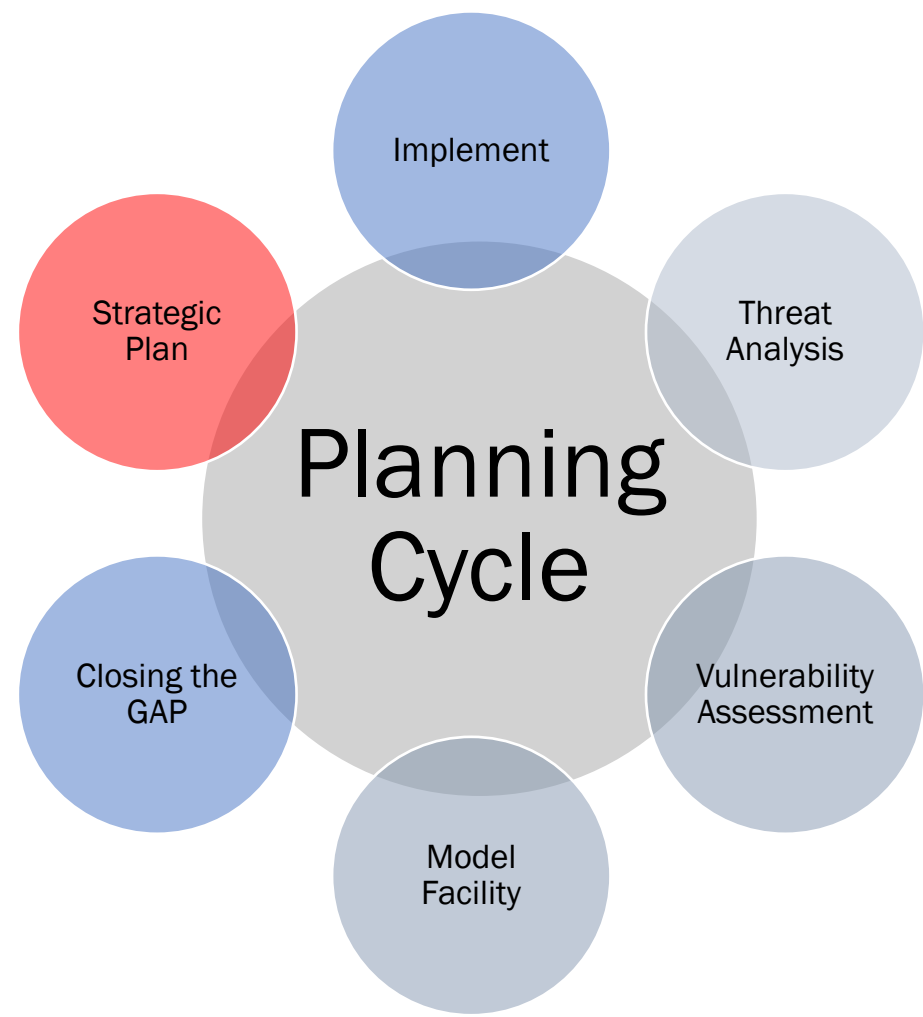 Implement
Threat
Analysis
Vulnerability
Assessment
Model
Facility
Closing the
GAP
Strategic
Plan
Planning
Cycle